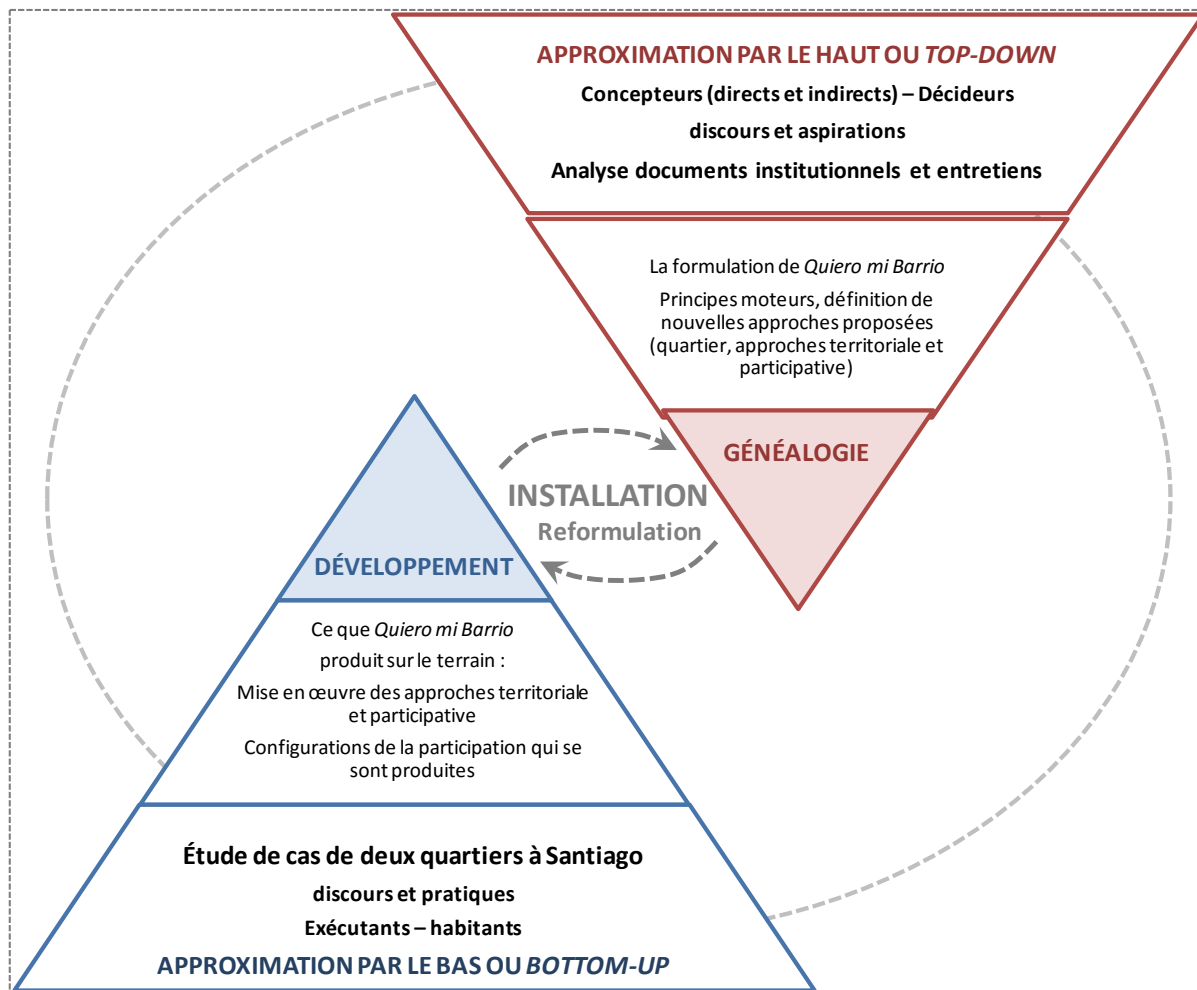 APPROXIMATION PAR LE HAUT OU TOP-DOWN
Concepteurs (directs et indirects) – Décideurs
discours et aspirations
Analyse documents institutionnels et entretiens
La formulation de Quiero mi Barrio
Principes moteurs, définition de
nouvelles approches proposées
(quartier, approches territoriale et
participative)
GÉNÉALOGIE
INSTALLATION
Reformulation
DÉVELOPPEMENT
Ce que Quiero mi Barrio
produit sur le terrain :
Mise en œuvre des approches territoriale
et participative
Configurations de la participation qui se
sont produites
Étude de cas de deux quartiers à Santiago
discours et pratiques
Exécutants – habitants
APPROXIMATION PAR LE BAS OU BOTTOM-UP